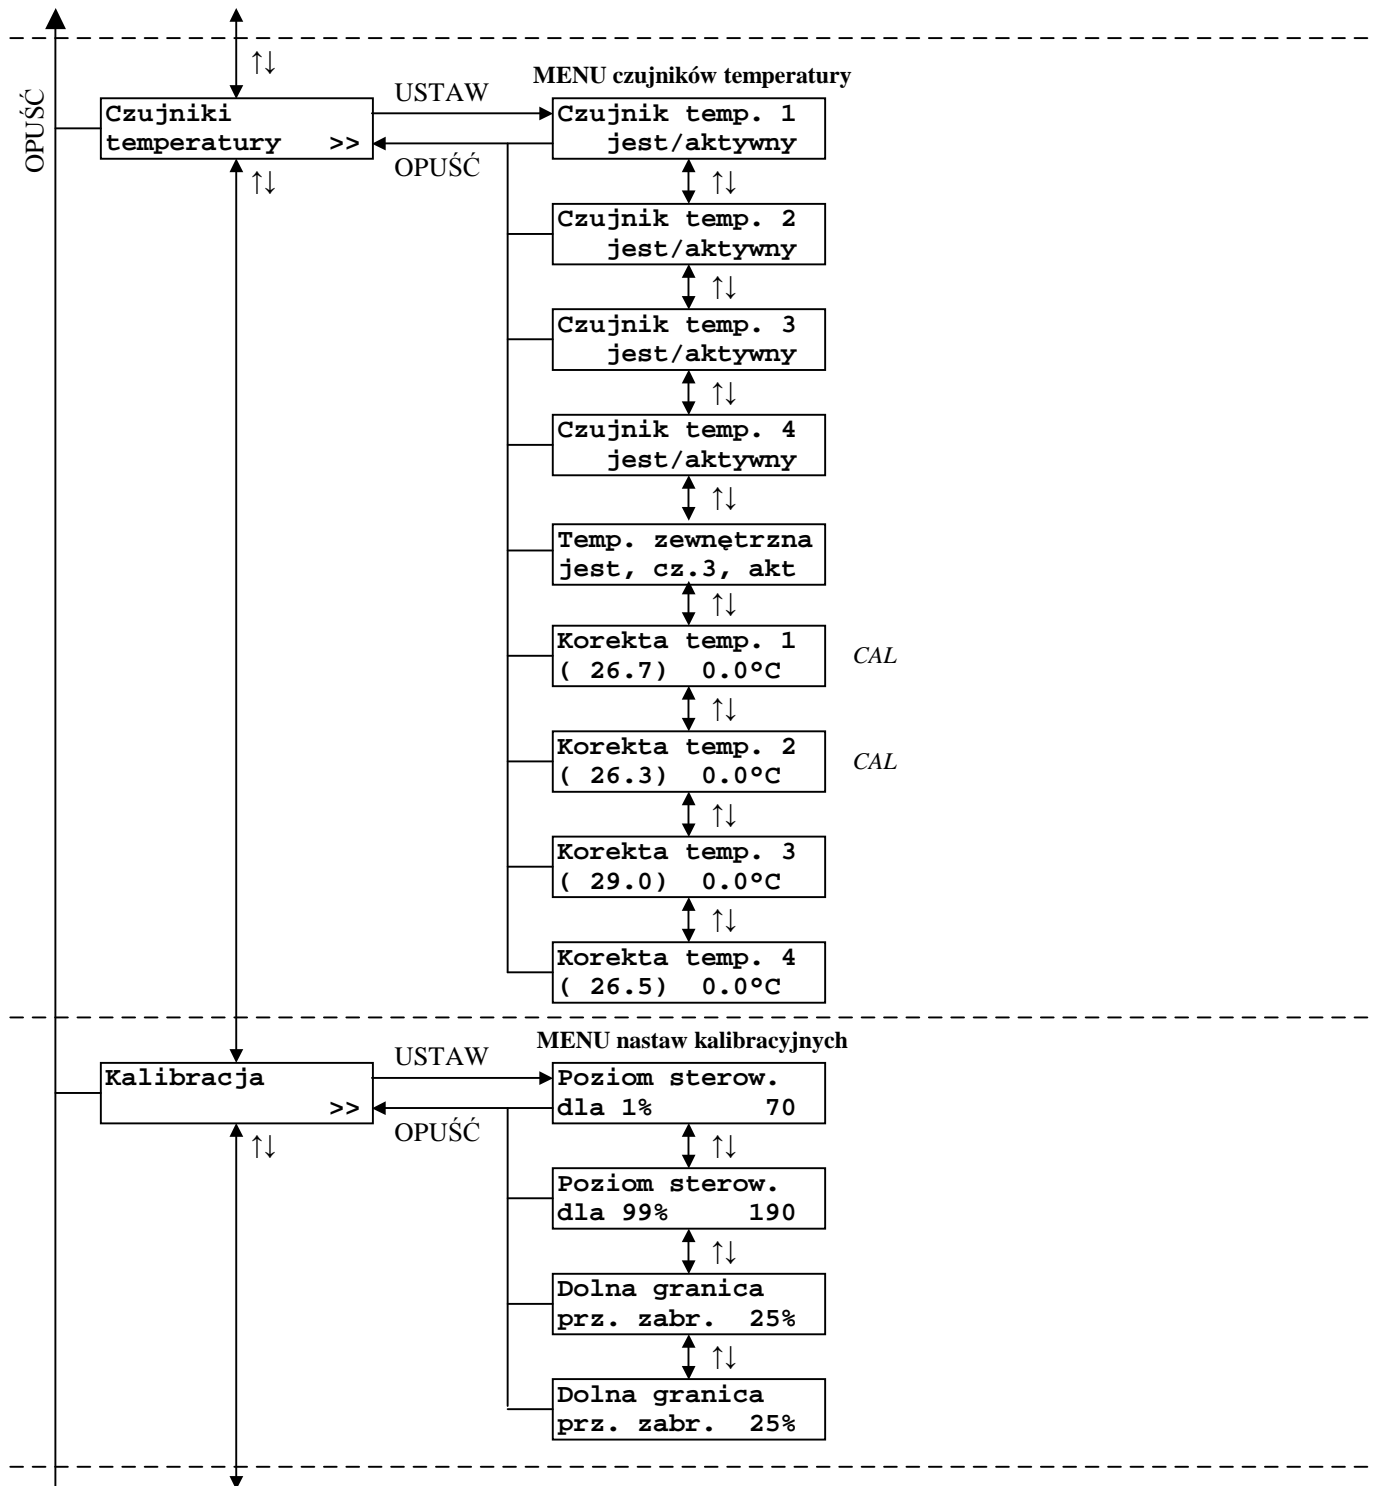 ↑↓
MENU czujników temperatury
OPUŚĆ
Czujniki
temperatury >>
USTAW
OPUŚĆ
↑↓
Czujnik temp. 1
jest/aktywny
↑↓
Czujnik temp. 2
jest/aktywny
↑↓
Czujnik temp. 3
jest/aktywny
↑↓
Czujnik temp. 4
jest/aktywny
↑↓
Temp. zewnętrzna
jest, cz.3, akt
↑↓
Korekta temp. 1
( 26.7) 0.0°C
CAL
↑↓
Korekta temp. 2
( 26.3) 0.0°C
CAL
↑↓
Korekta temp. 3
( 29.0) 0.0°C
↑↓
Korekta temp. 4
( 26.5) 0.0°C
MENU nastaw kalibracyjnych
Kalibracja
>>
USTAW
OPUŚĆ
↑↓
Poziom sterow.
dla 1% 70
↑↓
Poziom sterow.
dla 99% 190
↑↓
Dolna granica
prz. zabr. 25%
↑↓
Dolna granica
prz. zabr. 25%